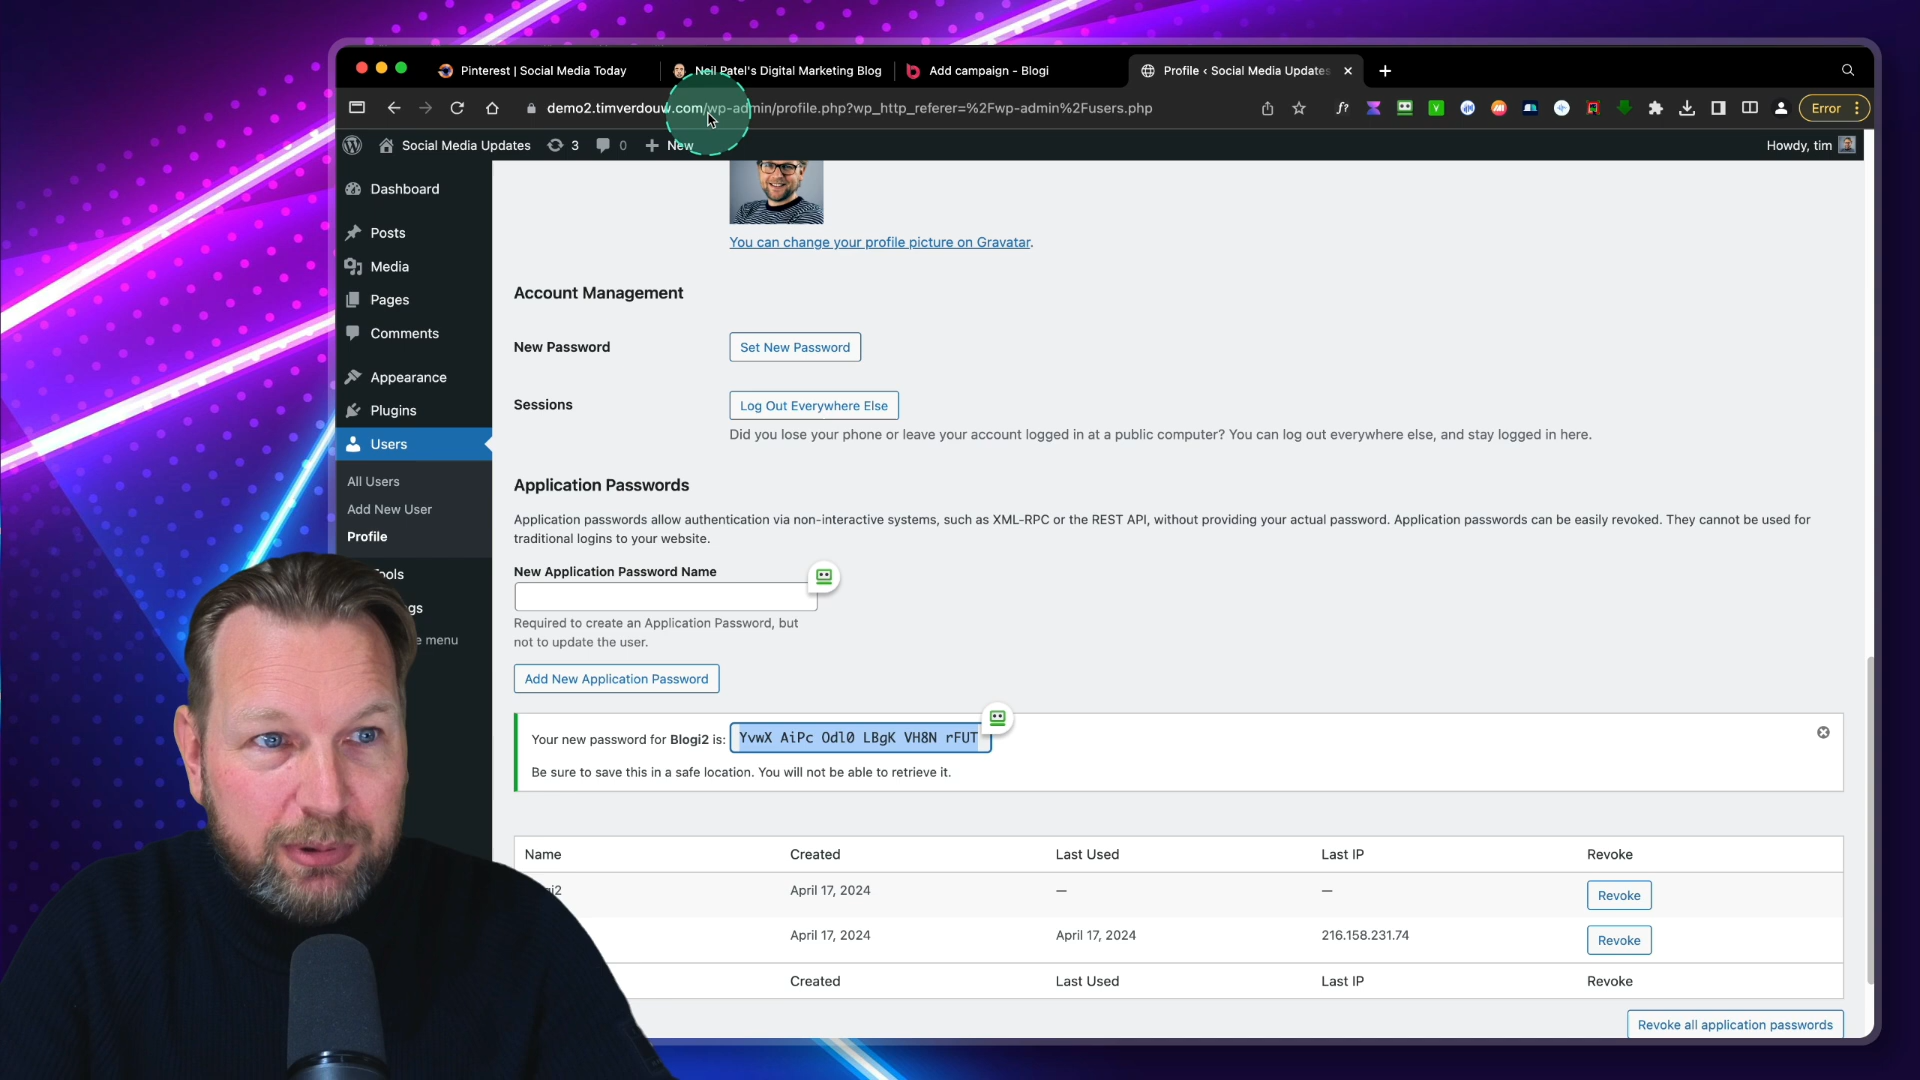 Pinterest | Social Media Today
Neil Patel's Digital Marketing Blog
Add campaign - Blogi
Profile ‹ Social Media Updates
demo2.timverdouw.com/wp-admin/profile.php?wp_http_referer=%2Fwp-admin%2Fusers.php
Error
Social Media Updates
3
0
New
Howdy, tim
Dashboard
Posts
Media
Pages
Comments
Appearance
Plugins
Users
All Users
Add New User
Profile
ools
gs
e menu
You can change your profile picture on Gravatar.
Account Management
New Password
Set New Password
Sessions
Log Out Everywhere Else
Did you lose your phone or leave your account logged in at a public computer? You can log out everywhere else, and stay logged in here.
Application Passwords
Application passwords allow authentication via non-interactive systems, such as XML-RPC or the REST API, without providing your actual password. Application passwords can be easily revoked. They cannot be used for
traditional logins to your website.
New Application Password Name
Required to create an Application Password, but
not to update the user.
Add New Application Password
Your new password for Blogi2 is: YvwX AiPc Odl0 LBgK VH8N rFUT
Be sure to save this in a safe location. You will not be able to retrieve it.
Name Created Last Used Last IP Revoke
gi2 April 17, 2024 — — Revoke
April 17, 2024 April 17, 2024 216.158.231.74 Revoke
Created Last Used Last IP Revoke
Revoke all application passwords